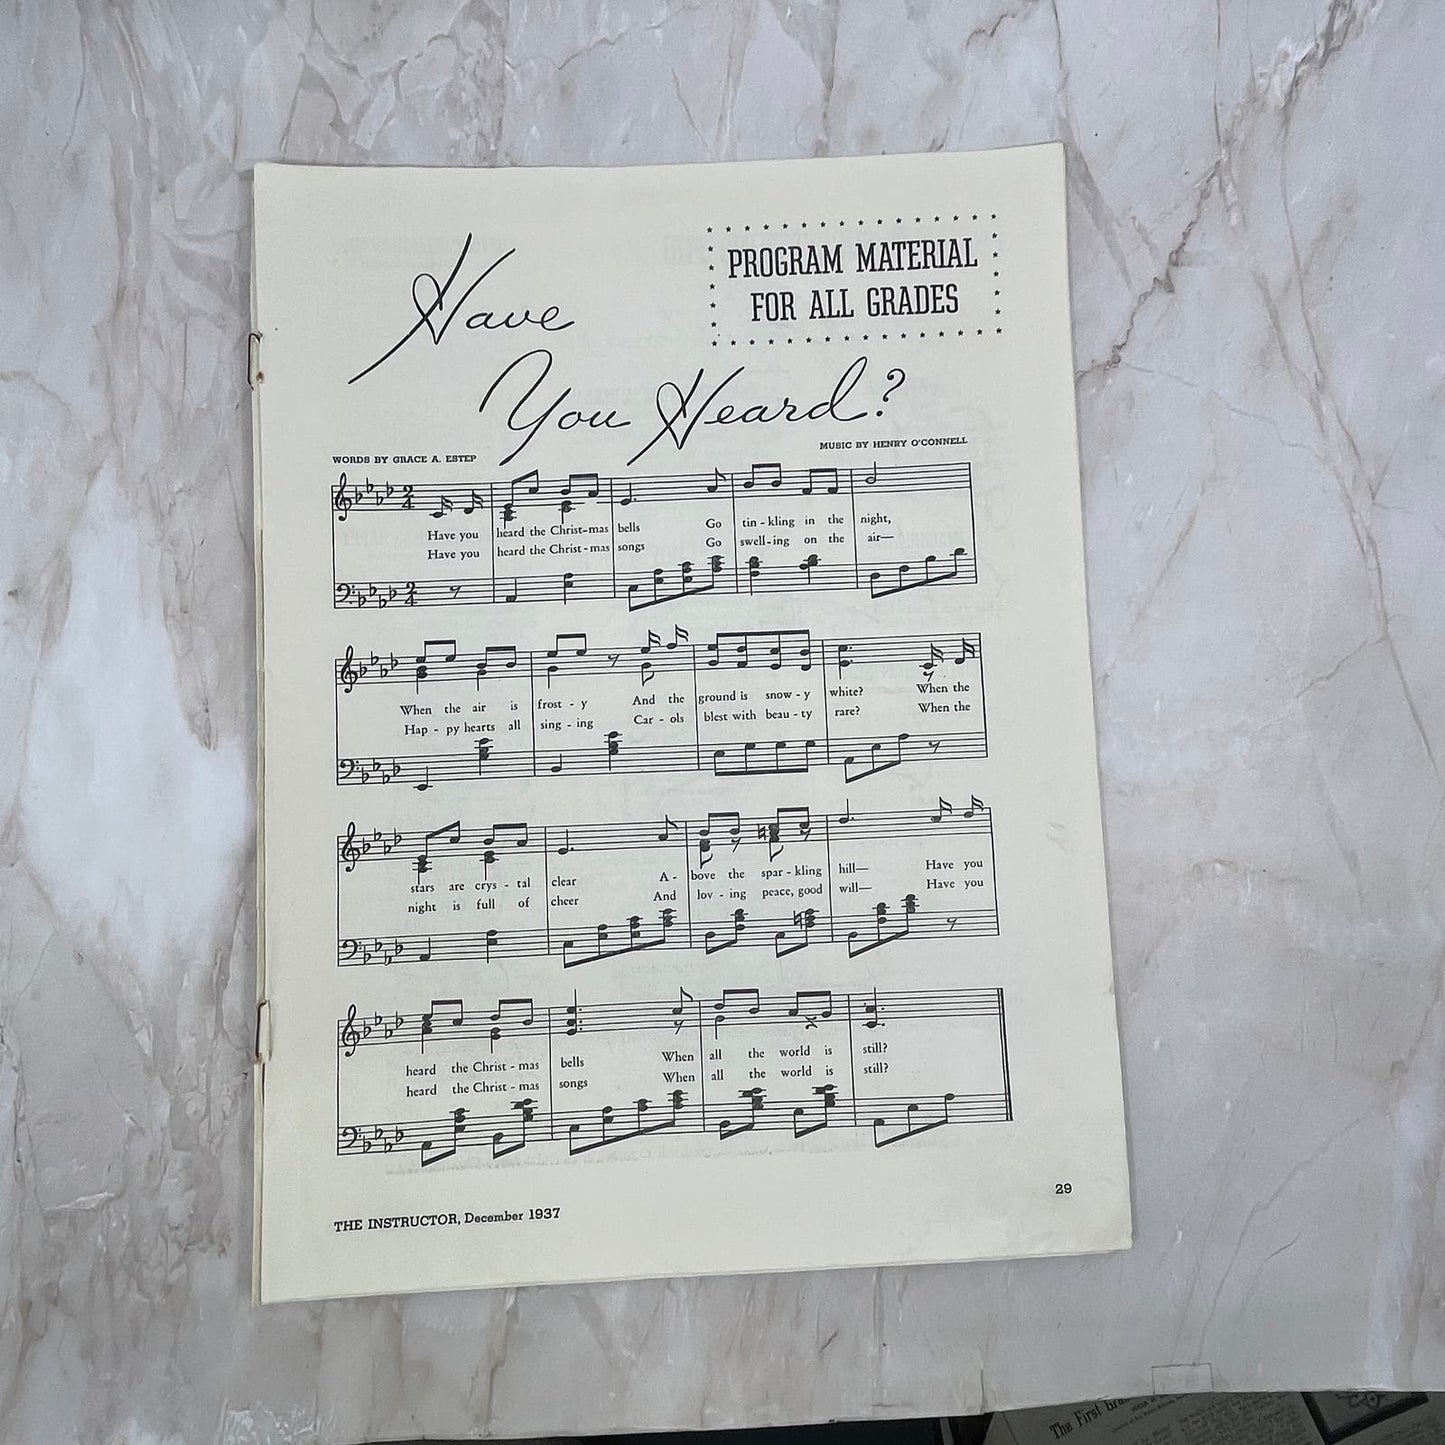 Have
You Heard?
PROGRAM MATERIAL
FOR ALL GRADES
WORDS BY GRACE A. ESTEP
MUSIC BY HENRY O'CONNELL
2
4
Have you heard the Christ-mas bells Go tin-kling in the night,
Have you heard the Christ-mas songs Go swell-ing on the air—
2
4
When the air is frost-y And the ground is snow-y white? When the
Hap-py hearts all sing-ing Car-ols blest with beau-ty rare? When the
stars are crys-tal clear A-bove the spar-kling hill— Have you
night is full of cheer And lov-ing peace, good will— Have you
heard the Christ-mas bells When all the world is still?
heard the Christ-mas songs When all the world is still?
29
THE INSTRUCTOR, December 1937
The First